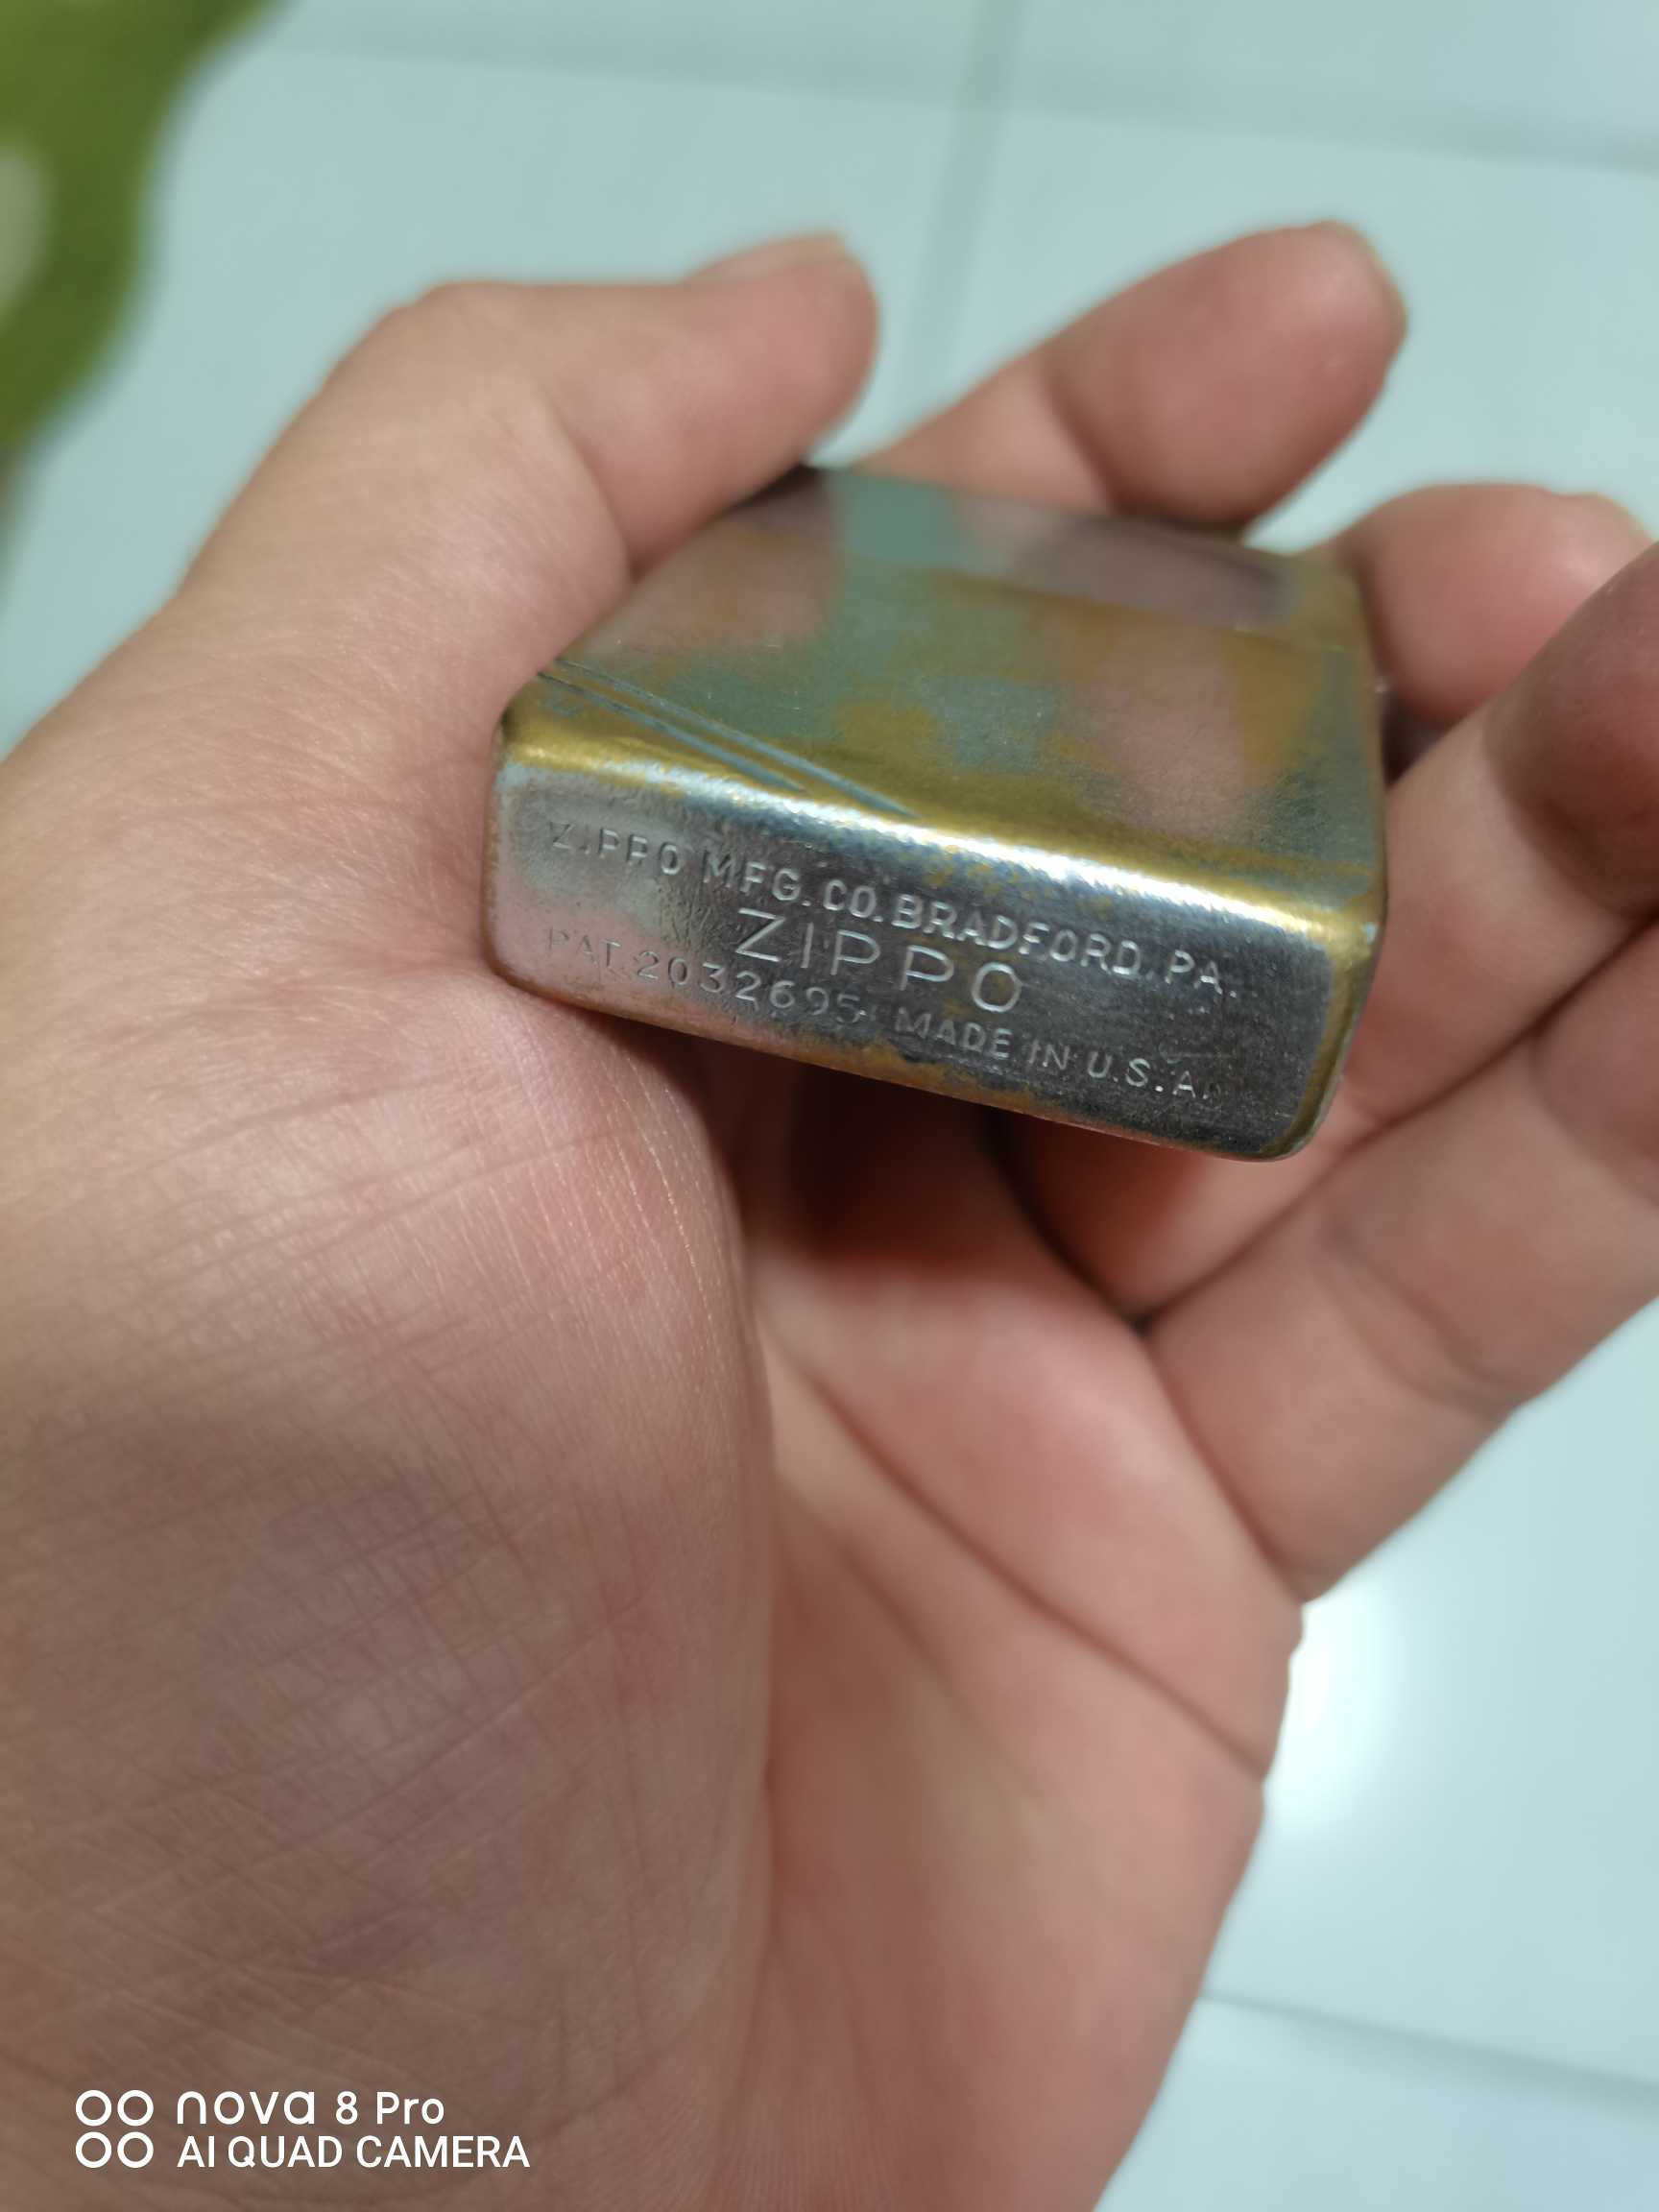 ZIPPO MFG. CO. BRADFORD, PA.
ZIPPO
PAT. 2032695 MADE IN U.S.A.
nova 8 Pro
AI QUAD CAMERA